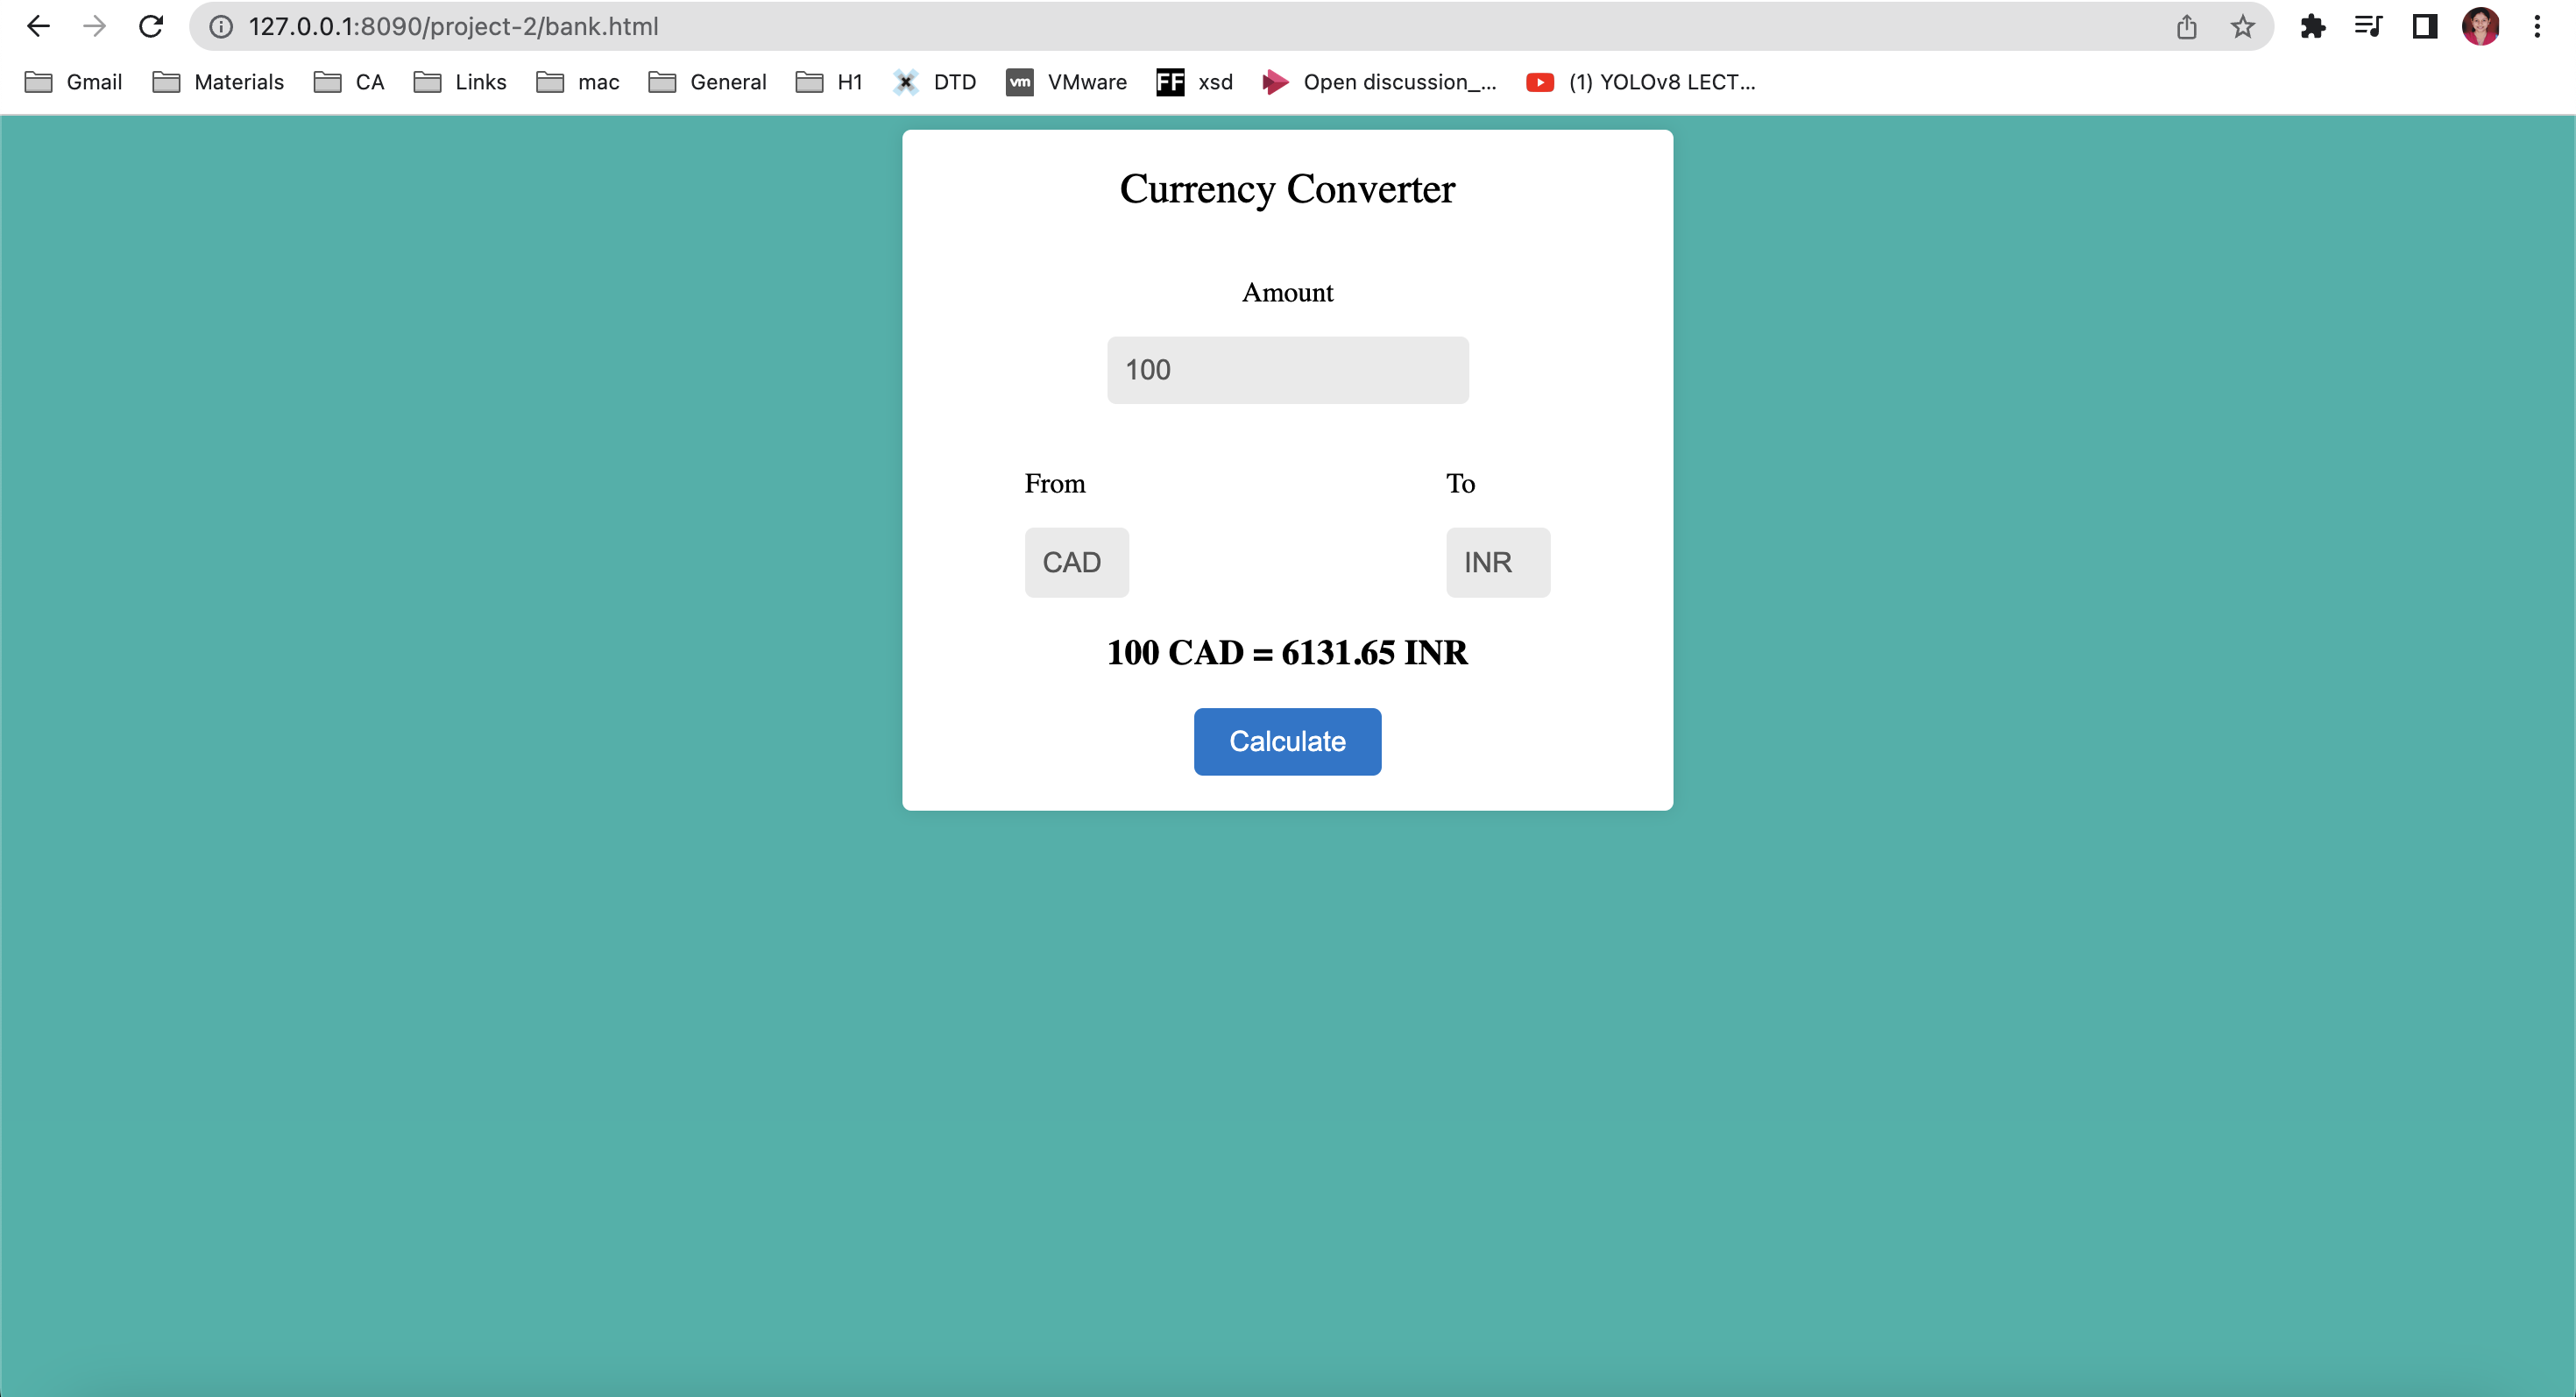 127.0.0.1:8090/project-2/bank.html
Gmail Materials CA Links mac General H1 DTD vm VMware FF xsd Open discussion_... (1) YOLOv8 LECT...
Currency Converter
Amount
100
From To
CAD INR
100 CAD = 6131.65 INR
Calculate